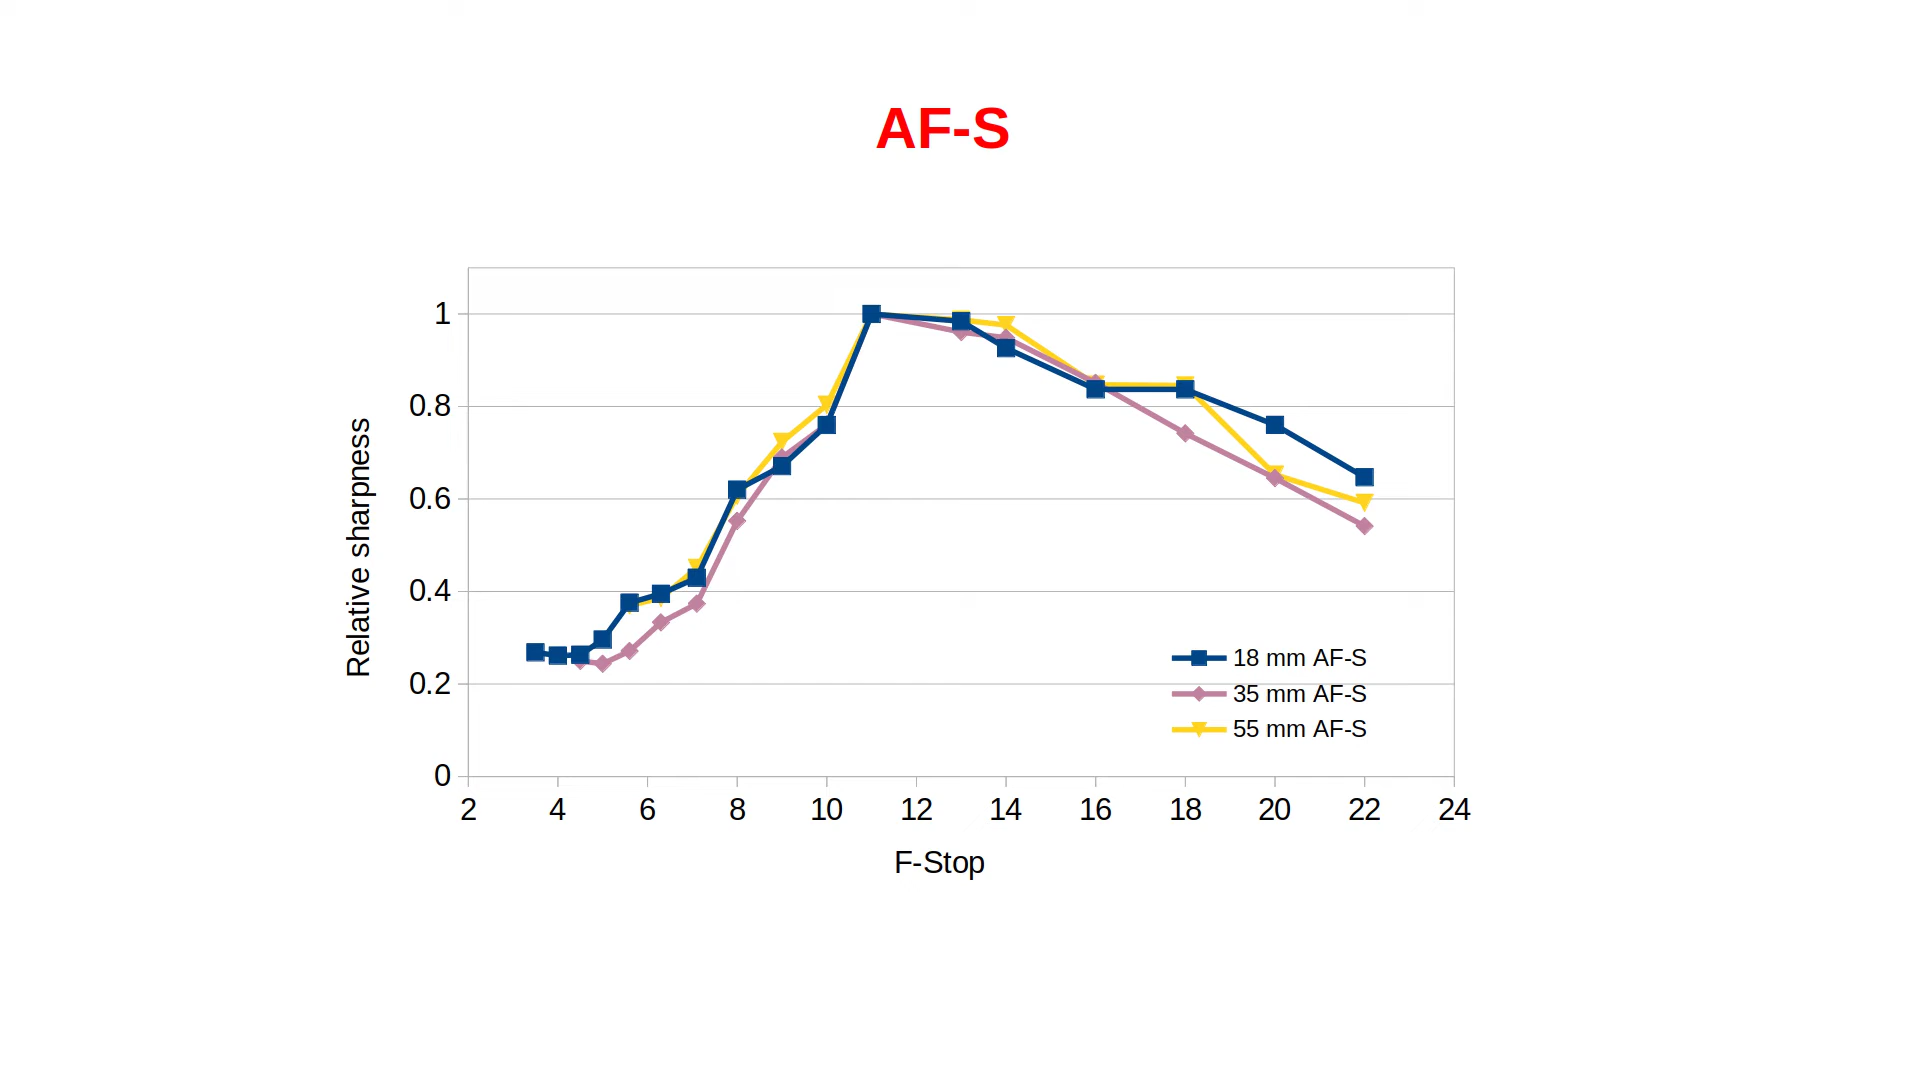 AF-S
1
0.8
0.6
0.4
0.2
0
Relative sharpness
18 mm AF-S
35 mm AF-S
55 mm AF-S
2 4 6 8 10 12 14 16 18 20 22 24
F-Stop